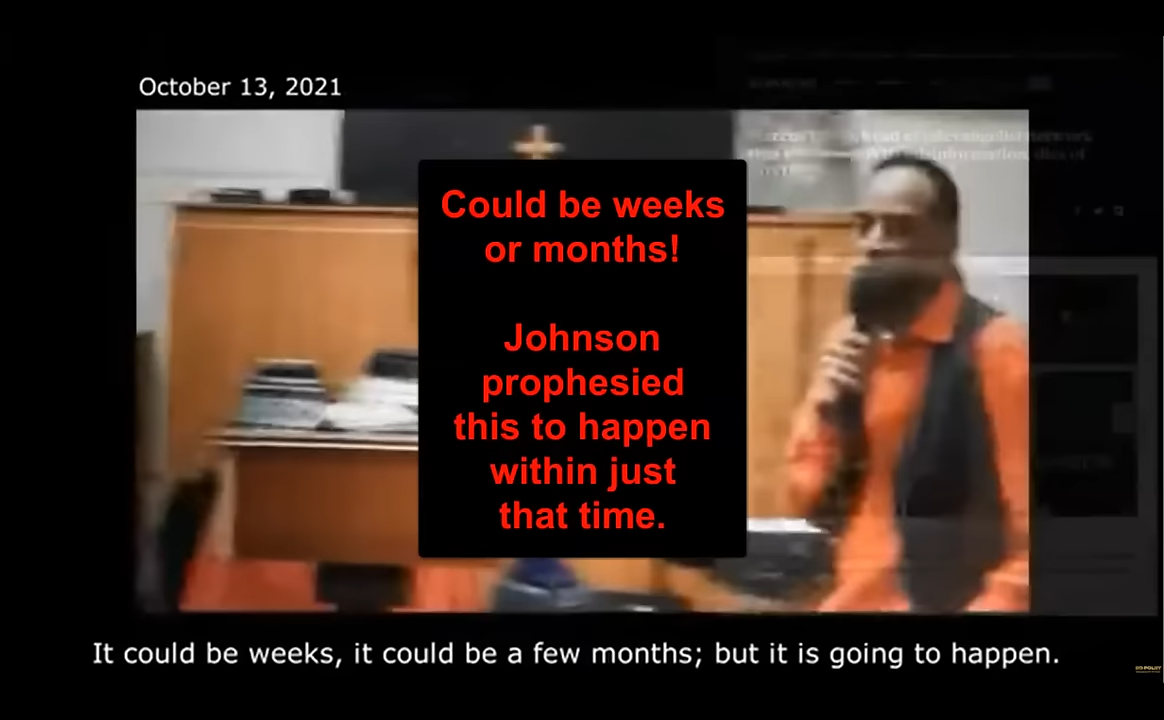 October 13, 2021
Could be weeks
or months!
Johnson
prophesied
this to happen
within just
that time.
It could be weeks, it could be a few months; but it is going to happen.